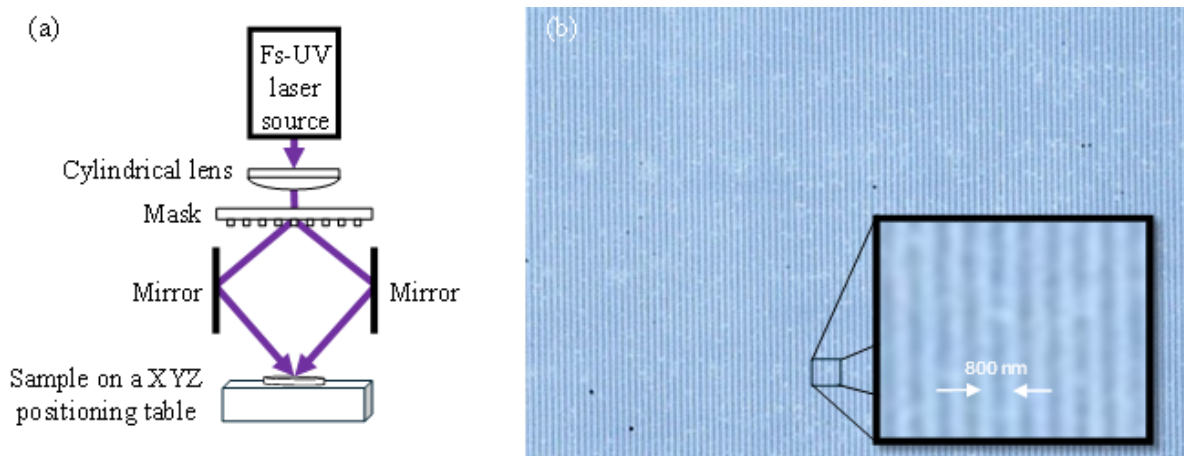 (a)
Fs-UV
laser
source
Cylindrical lens
Mask
Mirror
Mirror
Sample on a XYZ
positioning table
(b)
800 nm